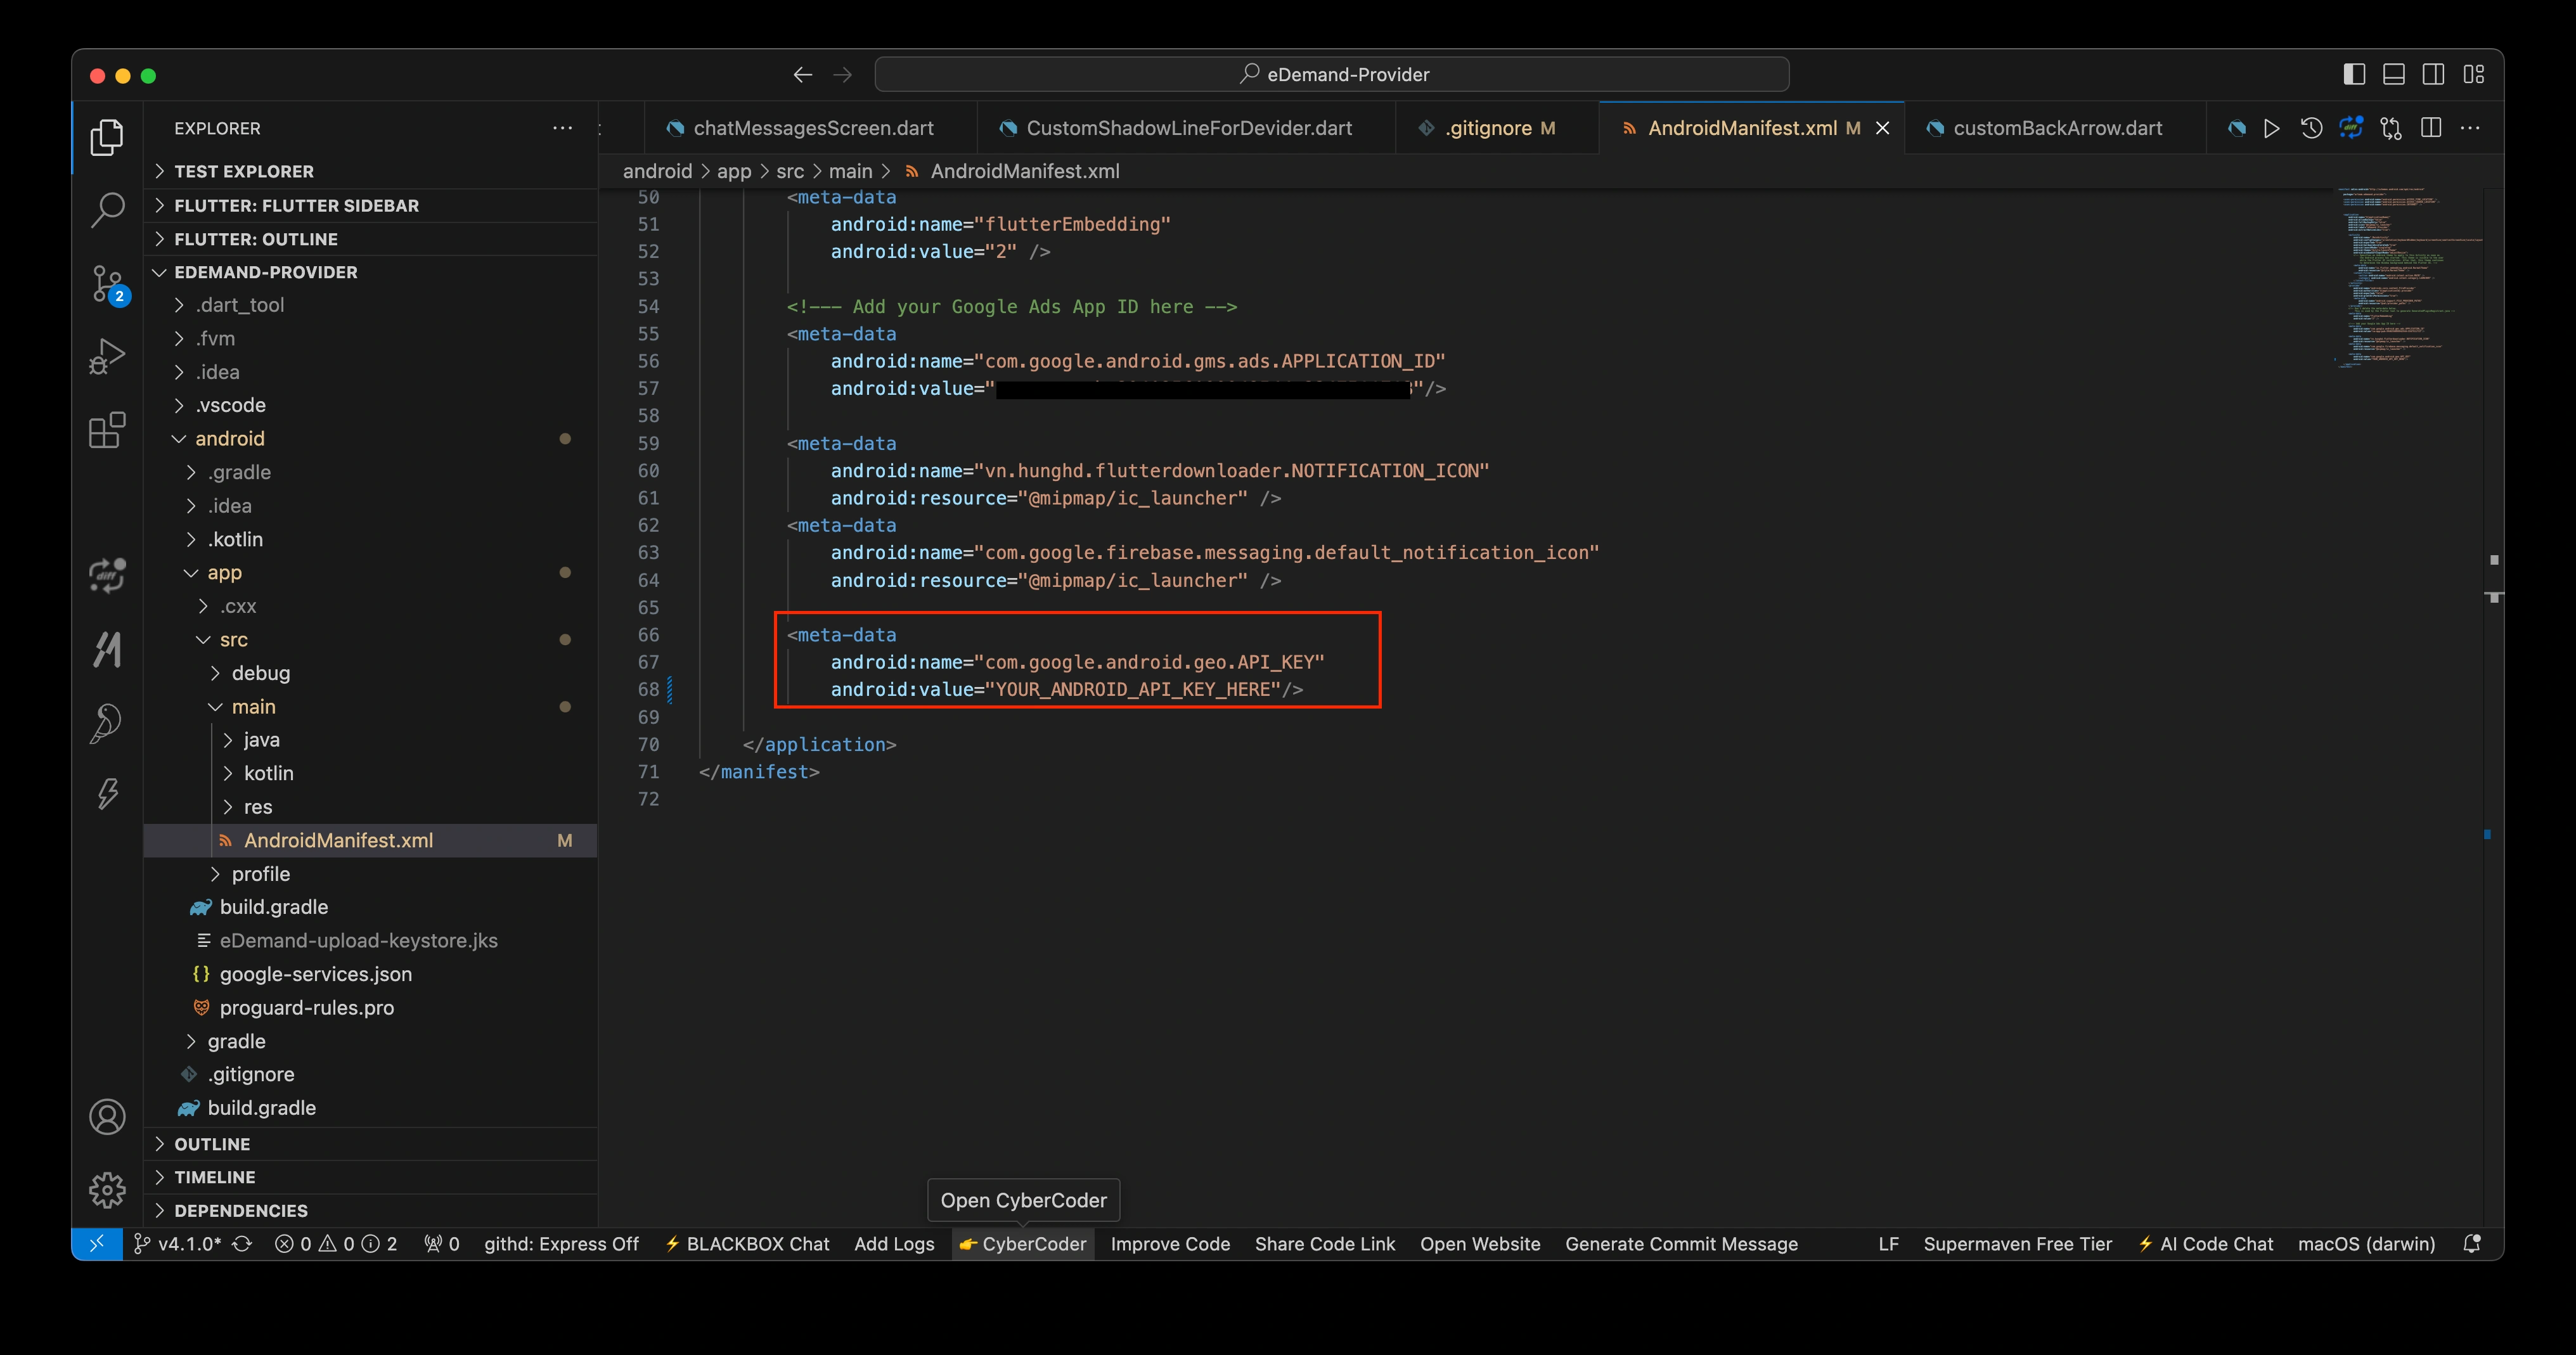 eDemand-Provider
EXPLORER
TEST EXPLORER
FLUTTER: FLUTTER SIDEBAR
FLUTTER: OUTLINE
EDEMAND-PROVIDER
.dart_tool
.fvm
.idea
.vscode
android
.gradle
.idea
.kotlin
app
.cxx
src
debug
main
java
kotlin
res
AndroidManifest.xml M
profile
build.gradle
eDemand-upload-keystore.jks
google-services.json
proguard-rules.pro
gradle
.gitignore
build.gradle
OUTLINE
TIMELINE
DEPENDENCIES
2
diff
chatMessagesScreen.dart
CustomShadowLineForDevider.dart
.gitignore M
AndroidManifest.xml M
customBackArrow.dart
android > app > src > main > AndroidManifest.xml
50 <meta-data
51 android:name="flutterEmbedding"
52 android:value="2" />
53
54 <!--- Add your Google Ads App ID here -->
55 <meta-data
56 android:name="com.google.android.gms.ads.APPLICATION_ID"
57 android:value=" "/>
58
59 <meta-data
60 android:name="vn.hunghd.flutterdownloader.NOTIFICATION_ICON"
61 android:resource="@mipmap/ic_launcher" />
62 <meta-data
63 android:name="com.google.firebase.messaging.default_notification_icon"
64 android:resource="@mipmap/ic_launcher" />
65
66 <meta-data
67 android:name="com.google.android.geo.API_KEY"
68 android:value="YOUR_ANDROID_API_KEY_HERE"/>
69
70 </application>
71 </manifest>
72
Open CyberCoder
v4.1.0* 0 0 2 0 githd: Express Off BLACKBOX Chat Add Logs CyberCoder Improve Code Share Code Link Open Website Generate Commit Message LF Supermaven Free Tier AI Code Chat macOS (darwin)